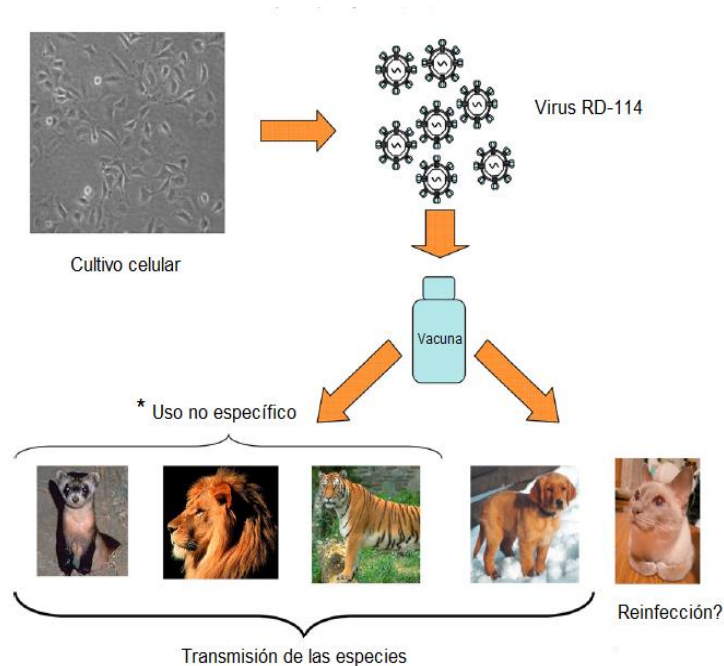 Virus RD-114
Cultivo celular
Vacuna
* Uso no específico
Reinfección?
Transmisión de las especies